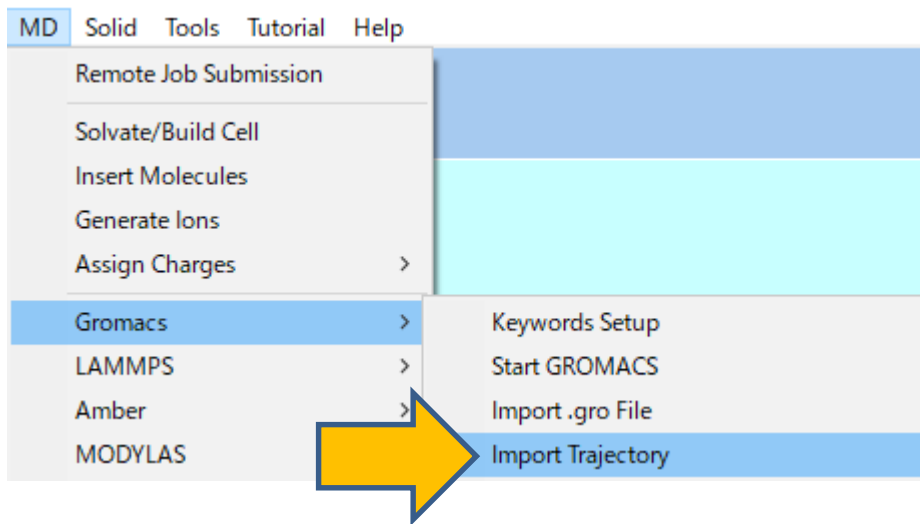 MD Solid Tools Tutorial Help
Remote Job Submission
Solvate/Build Cell
Insert Molecules
Generate Ions
Assign Charges >
Gromacs >
LAMMPS >
Amber >
MODYLAS
Keywords Setup
Start GROMACS
Import .gro File
Import Trajectory